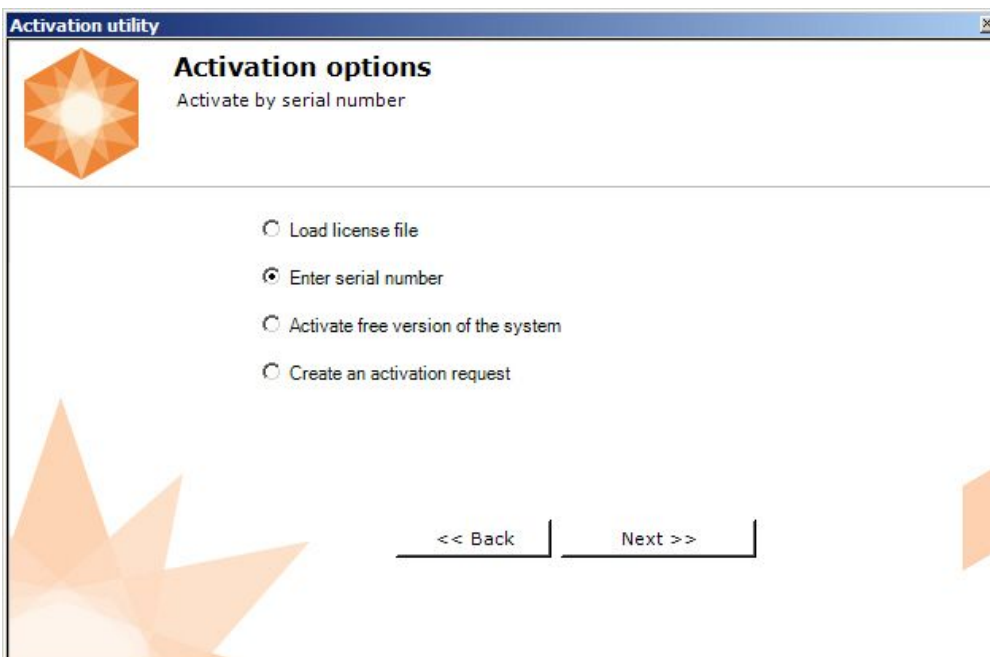 Activation utility
Activation options
Activate by serial number
Load license file
Enter serial number
Activate free version of the system
Create an activation request
<< Back
Next >>